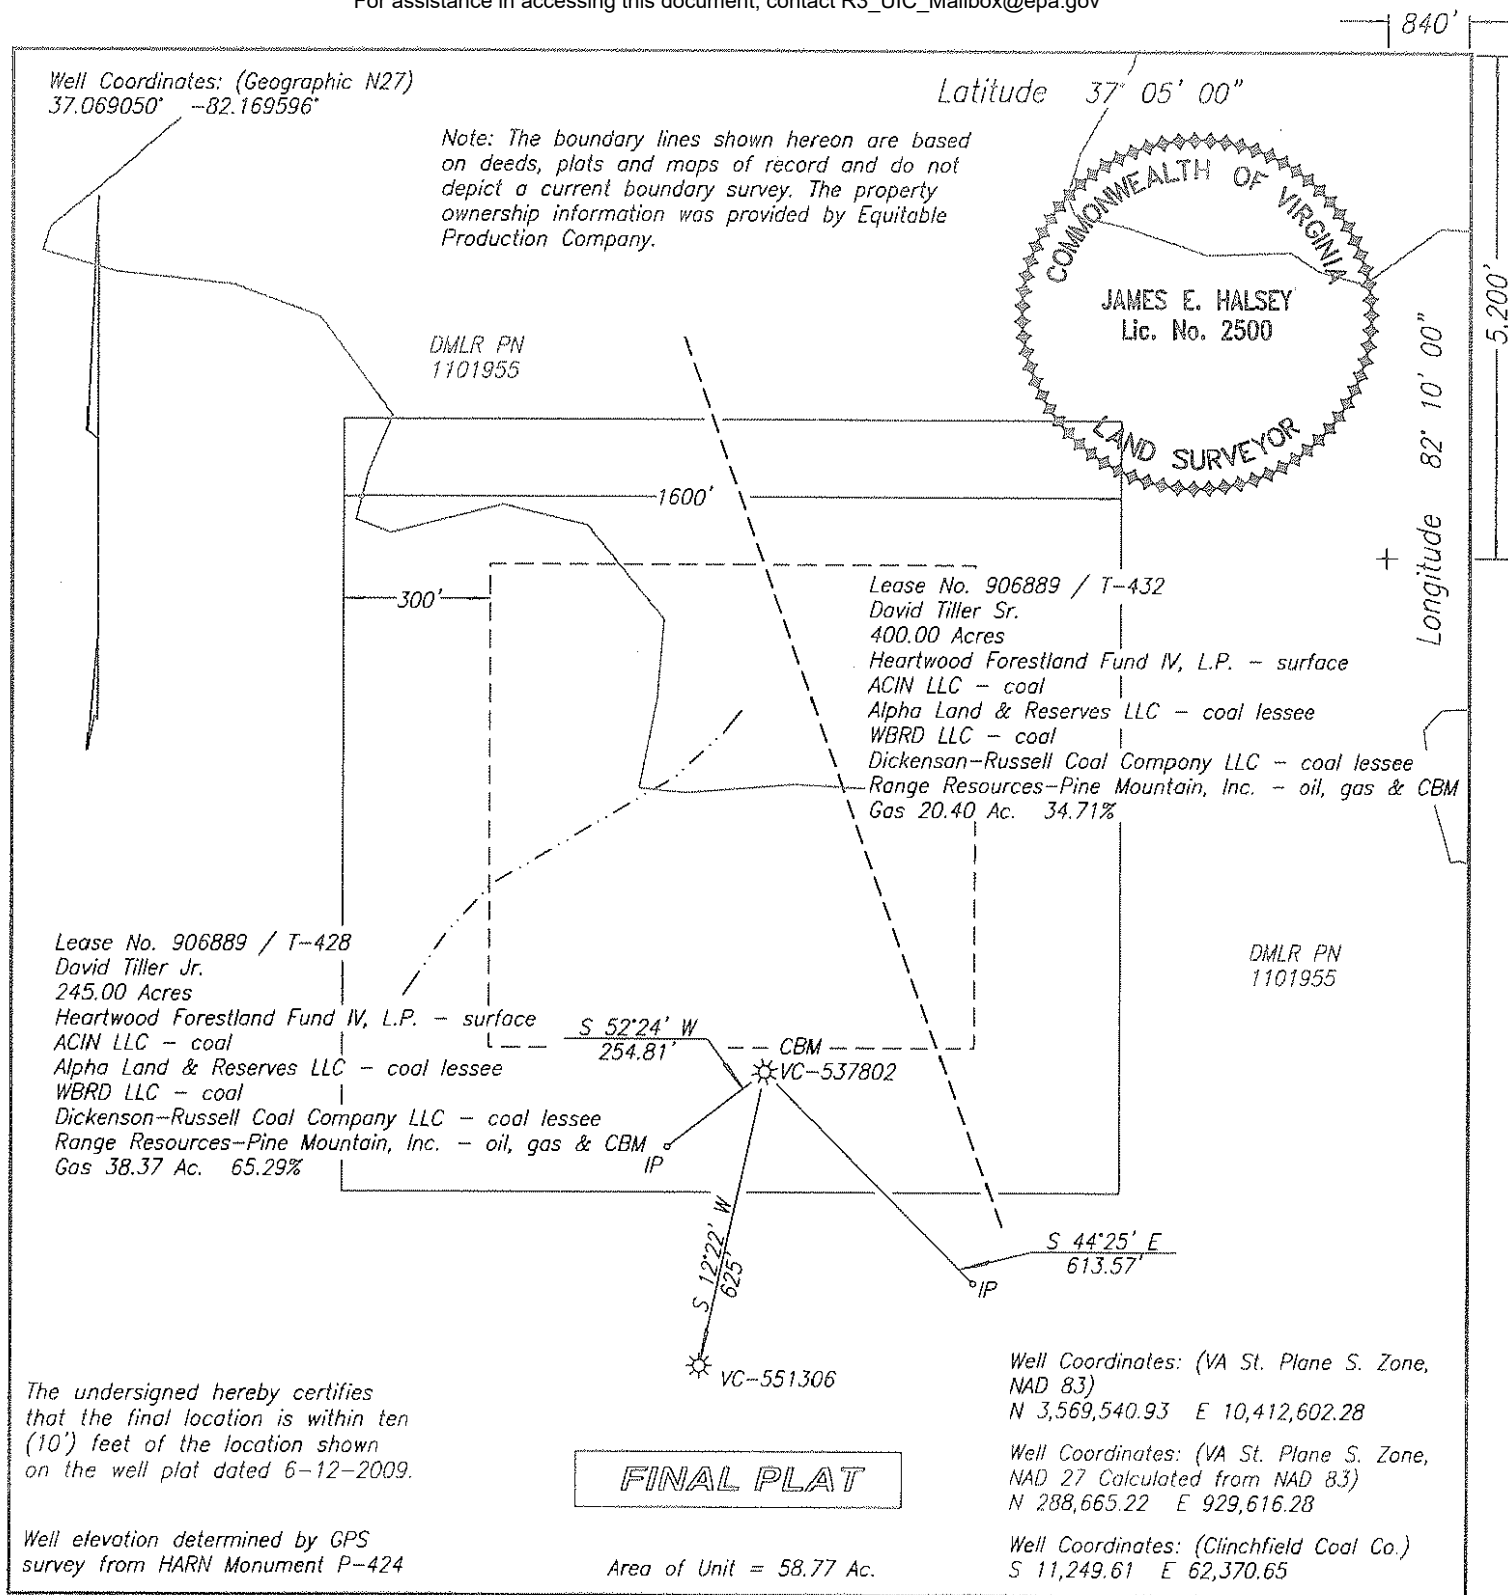 For assistance in accessing this document, contact R3_UIC_Mailbox@epa.gov
840'
Well Coordinates: (Geographic N27)
37.069050° -82.169596°
Latitude 37° 05' 00"
Note: The boundary lines shown hereon are based
on deeds, plats and maps of record and do not
depict a current boundary survey. The property
ownership information was provided by Equitable
Production Company.
COMMONWEALTH OF VIRGINIA
JAMES E. HALSEY
Lic. No. 2500
LAND SURVEYOR
5,200'
Longitude 82° 10' 00"
DMLR PN
1101955
1600'
300'
Lease No. 906889 / T-432
David Tiller Sr.
400.00 Acres
Heartwood Forestland Fund IV, L.P. - surface
ACIN LLC - coal
Alpha Land & Reserves LLC - coal lessee
WBRD LLC - coal
Dickenson-Russell Coal Company LLC - coal lessee
Range Resources-Pine Mountain, Inc. - oil, gas & CBM
Gas 20.40 Ac. 34.71%
Lease No. 906889 / T-428
David Tiller Jr.
245.00 Acres
Heartwood Forestland Fund IV, L.P. - surface
ACIN LLC - coal
Alpha Land & Reserves LLC - coal lessee
WBRD LLC - coal
Dickenson-Russell Coal Company LLC - coal lessee
Range Resources-Pine Mountain, Inc. - oil, gas & CBM
Gas 38.37 Ac. 65.29%
DMLR PN
1101955
S 52°24' W
254.81'
CBM
VC-537802
IP
S 12°22' W
625'
S 44°25' E
613.57'
IP
VC-551306
The undersigned hereby certifies
that the final location is within ten
(10') feet of the location shown
on the well plat dated 6-12-2009.
Well elevation determined by GPS
survey from HARN Monument P-424
FINAL PLAT
Area of Unit = 58.77 Ac.
Well Coordinates: (VA St. Plane S. Zone,
NAD 83)
N 3,569,540.93 E 10,412,602.28
Well Coordinates: (VA St. Plane S. Zone,
NAD 27 Calculated from NAD 83)
N 288,665.22 E 929,616.28
Well Coordinates: (Clinchfield Coal Co.)
S 11,249.61 E 62,370.65